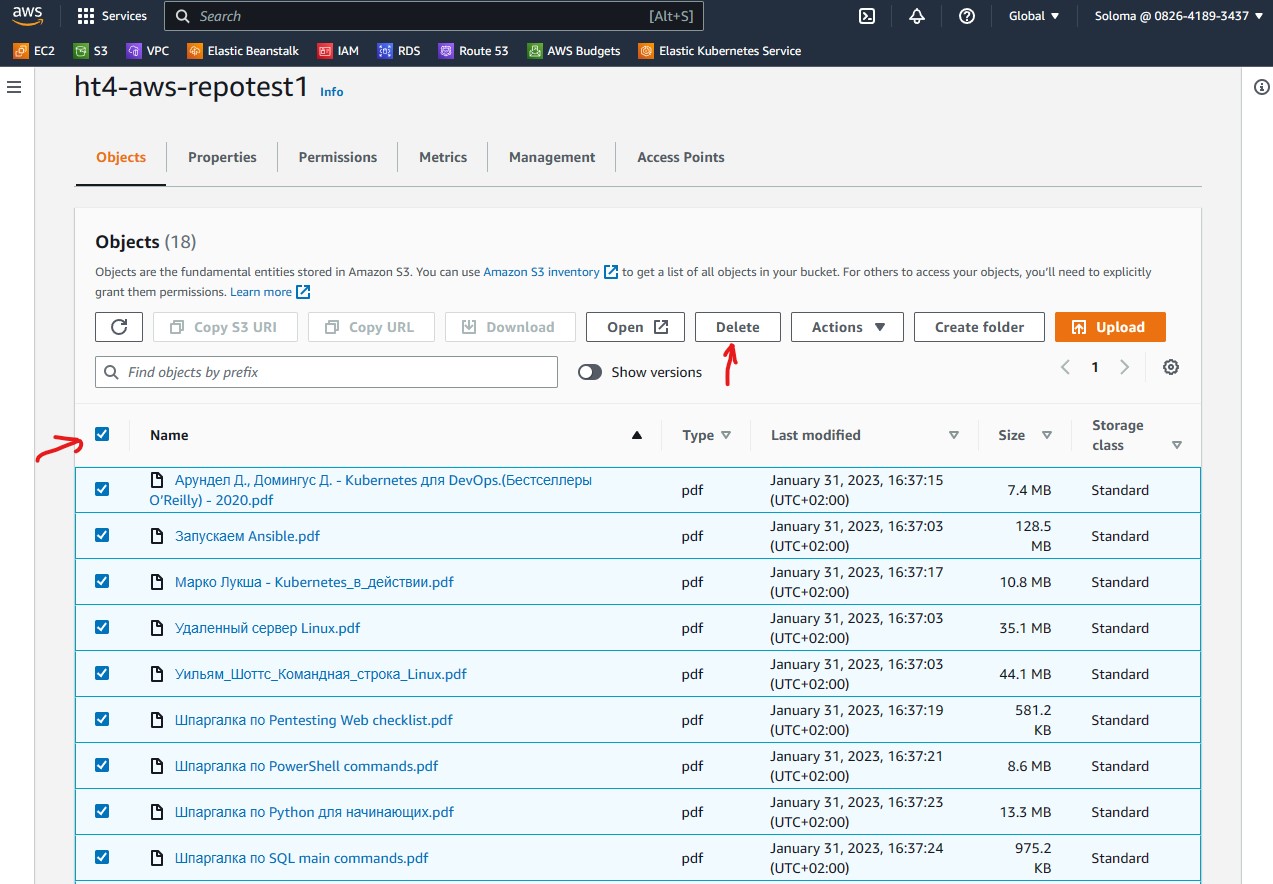 aws
Services
Search
[Alt+S]
Global ▼
Soloma @ 0826-4189-3437 ▼
EC2
S3
VPC
Elastic Beanstalk
IAM
RDS
Route 53
AWS Budgets
Elastic Kubernetes Service
ht4-aws-repotest1 Info
Objects
Properties
Permissions
Metrics
Management
Access Points
Objects (18)
Objects are the fundamental entities stored in Amazon S3. You can use Amazon S3 inventory to get a list of all objects in your bucket. For others to access your objects, you'll need to explicitly
grant them permissions. Learn more
Copy S3 URI
Copy URL
Download
Open
Delete
Actions ▼
Create folder
Upload
Find objects by prefix
Show versions
1
Name
Type
Last modified
Size
Storage
class
Арундел Д., Домингус Д. - Kubernetes для DevOps.(Бестселлеры
O'Reilly) - 2020.pdf
pdf
January 31, 2023, 16:37:15
(UTC+02:00)
7.4 MB
Standard
Запускаем Ansible.pdf
pdf
January 31, 2023, 16:37:03
(UTC+02:00)
128.5
MB
Standard
Марко Лукша - Kubernetes_в_действии.pdf
pdf
January 31, 2023, 16:37:17
(UTC+02:00)
10.8 MB
Standard
Удаленный сервер Linux.pdf
pdf
January 31, 2023, 16:37:03
(UTC+02:00)
35.1 MB
Standard
Уильям_Шоттс_Командная_строка_Linux.pdf
pdf
January 31, 2023, 16:37:03
(UTC+02:00)
44.1 MB
Standard
Шпаргалка по Pentesting Web checklist.pdf
pdf
January 31, 2023, 16:37:19
(UTC+02:00)
581.2
KB
Standard
Шпаргалка по PowerShell commands.pdf
pdf
January 31, 2023, 16:37:21
(UTC+02:00)
8.6 MB
Standard
Шпаргалка по Python для начинающих.pdf
pdf
January 31, 2023, 16:37:23
(UTC+02:00)
13.3 MB
Standard
Шпаргалка по SQL main commands.pdf
pdf
January 31, 2023, 16:37:24
(UTC+02:00)
975.2
KB
Standard